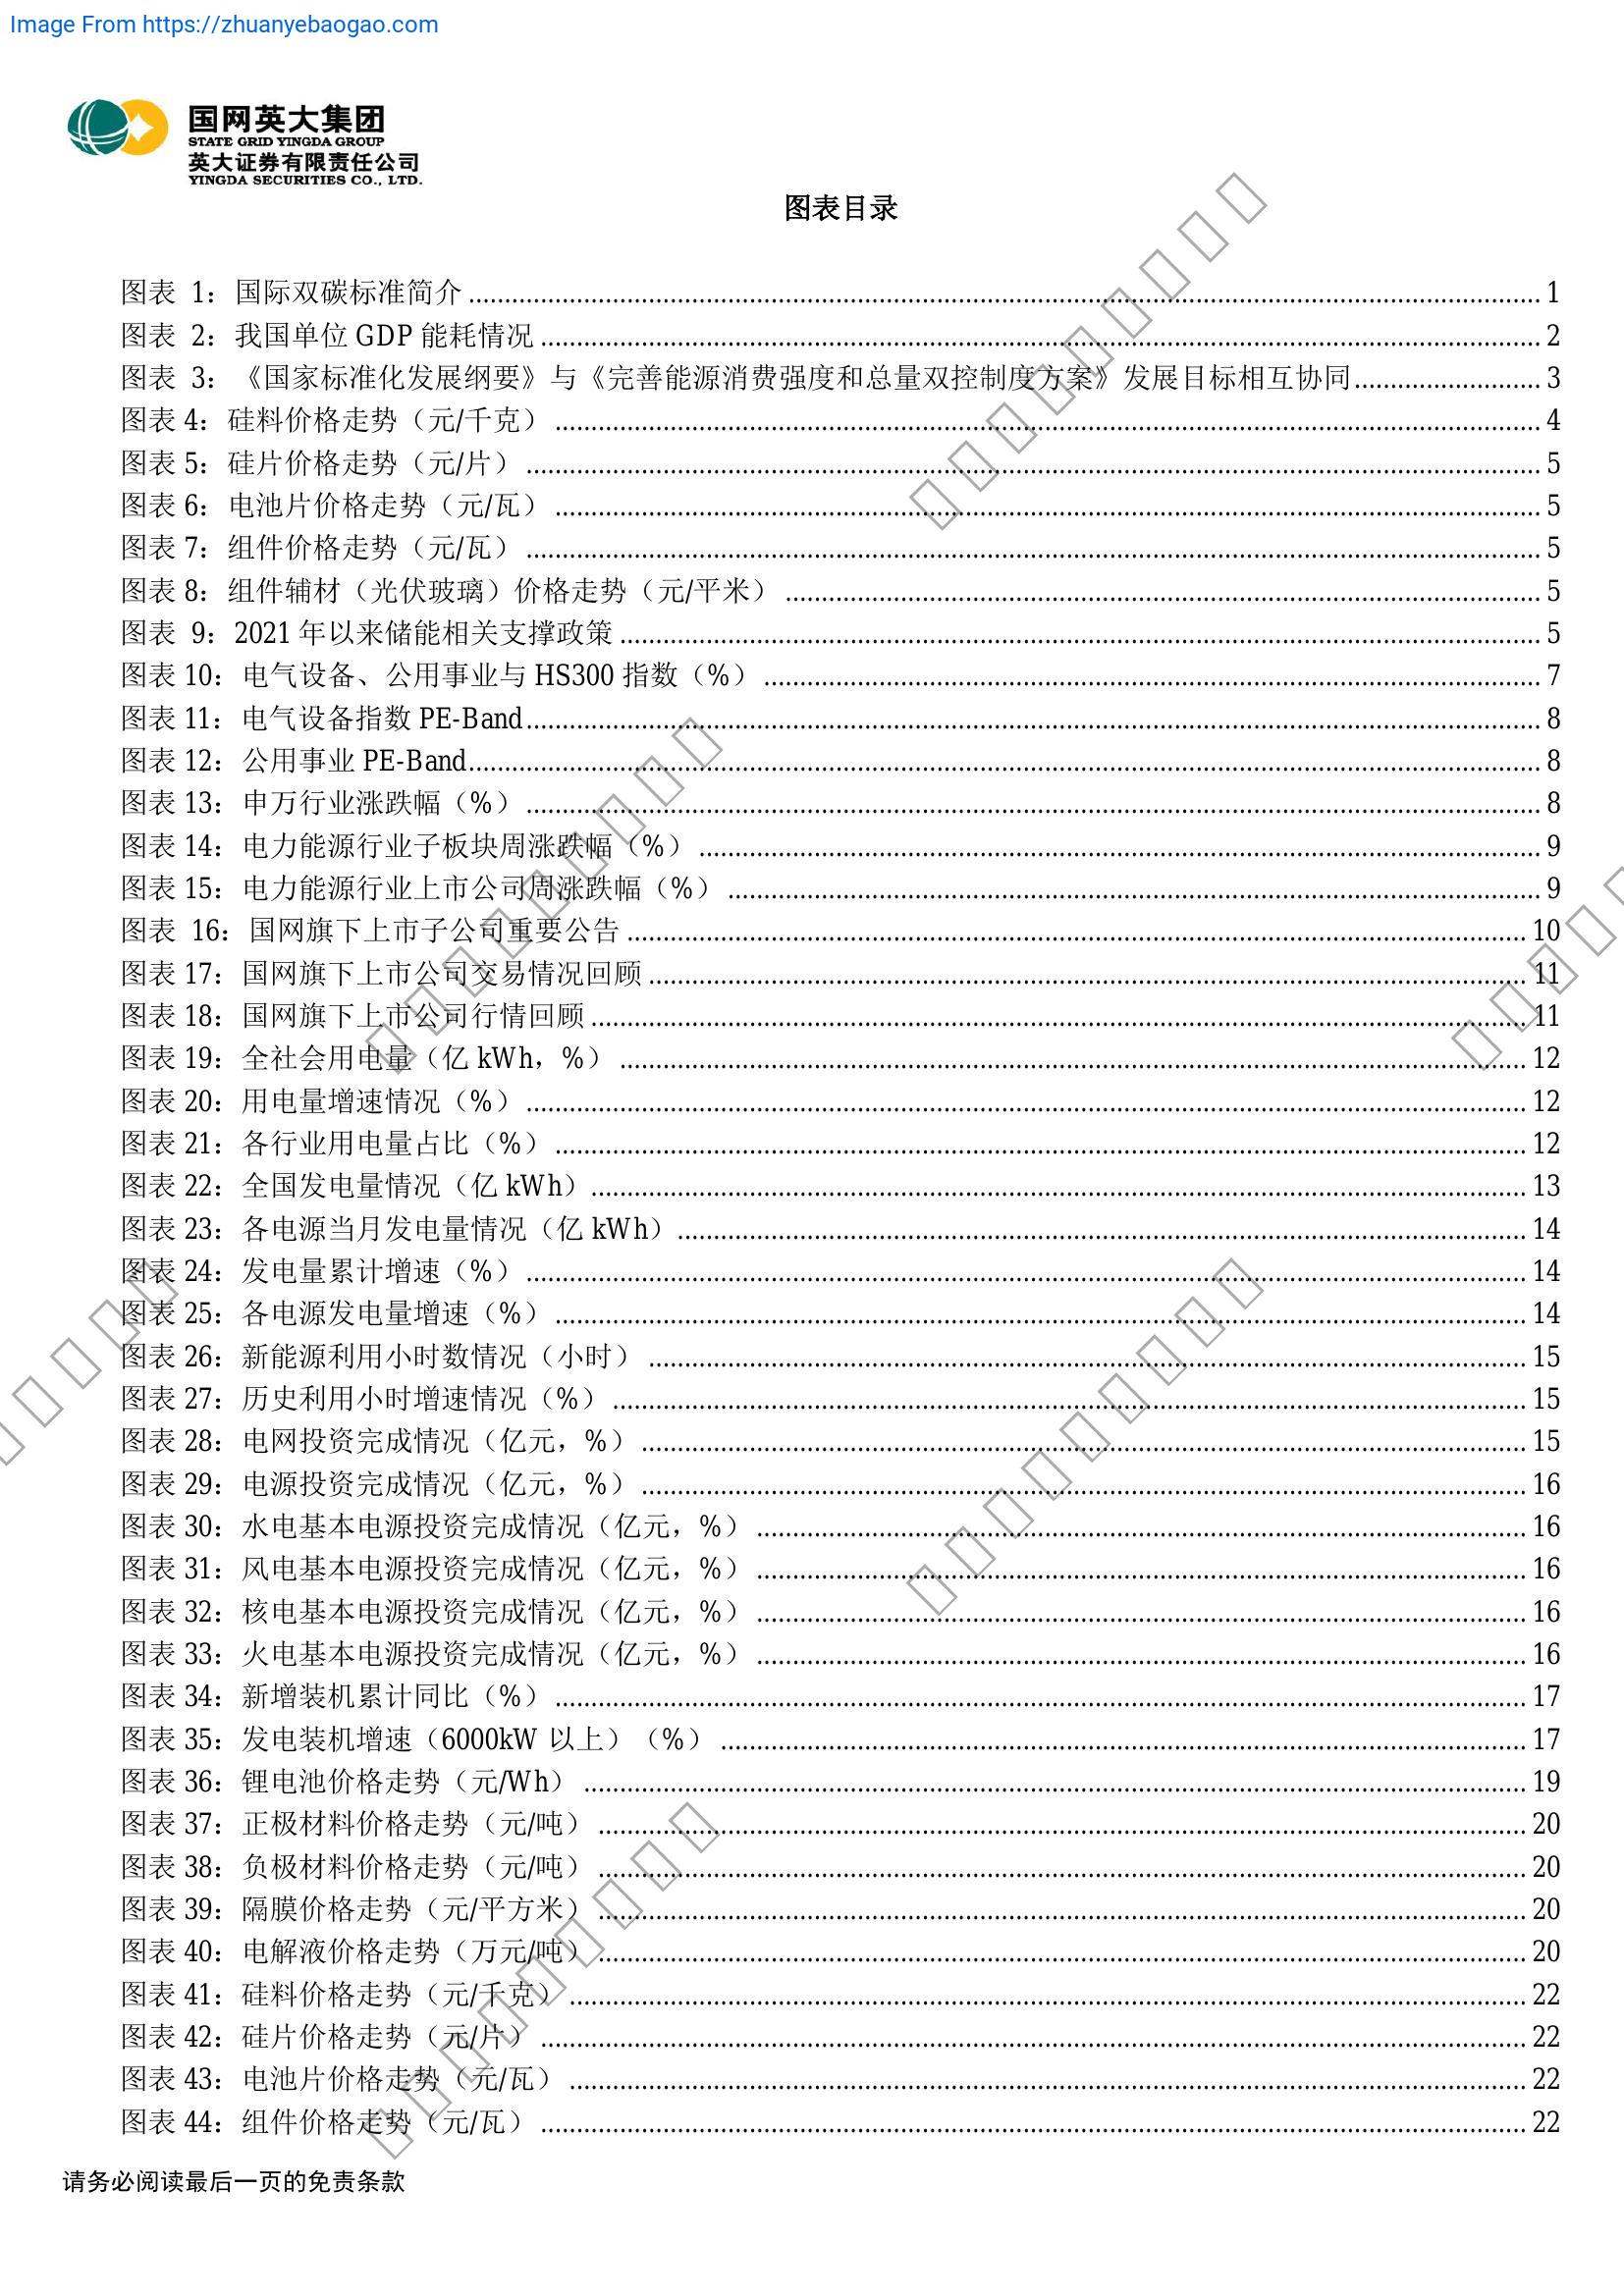 Image From https://zhuanyebaogao.com
国网英大集团
STATE GRID YINGDA GROUP
英大证券有限责任公司
YINGDA SECURITIES CO., LTD.
图表目录
图表 1：国际双碳标准简介 1
图表 2：我国单位 GDP 能耗情况 2
图表 3：《国家标准化发展纲要》与《完善能源消费强度和总量双控制度方案》发展目标相互协同 3
图表 4：硅料价格走势（元/千克） 4
图表 5：硅片价格走势（元/片） 5
图表 6：电池片价格走势（元/瓦） 5
图表 7：组件价格走势（元/瓦） 5
图表 8：组件辅材（光伏玻璃）价格走势（元/平米） 5
图表 9：2021 年以来储能相关支撑政策 5
图表 10：电气设备、公用事业与 HS300 指数（%） 7
图表 11：电气设备指数 PE-Band 8
图表 12：公用事业 PE-Band 8
图表 13：申万行业涨跌幅（%） 8
图表 14：电力能源行业子板块周涨跌幅（%） 9
图表 15：电力能源行业上市公司周涨跌幅（%） 9
图表 16：国网旗下上市子公司重要公告 10
图表 17：国网旗下上市公司交易情况回顾 11
图表 18：国网旗下上市公司行情回顾 11
图表 19：全社会用电量（亿 kWh，%） 12
图表 20：用电量增速情况（%） 12
图表 21：各行业用电量占比（%） 12
图表 22：全国发电量情况（亿 kWh） 13
图表 23：各电源当月发电量情况（亿 kWh） 14
图表 24：发电量累计增速（%） 14
图表 25：各电源发电量增速（%） 14
图表 26：新能源利用小时数情况（小时） 15
图表 27：历史利用小时增速情况（%） 15
图表 28：电网投资完成情况（亿元，%） 15
图表 29：电源投资完成情况（亿元，%） 16
图表 30：水电基本电源投资完成情况（亿元，%） 16
图表 31：风电基本电源投资完成情况（亿元，%） 16
图表 32：核电基本电源投资完成情况（亿元，%） 16
图表 33：火电基本电源投资完成情况（亿元，%） 16
图表 34：新增装机累计同比（%） 17
图表 35：发电装机增速（6000kW 以上）（%） 17
图表 36：锂电池价格走势（元/Wh） 19
图表 37：正极材料价格走势（元/吨） 20
图表 38：负极材料价格走势（元/吨） 20
图表 39：隔膜价格走势（元/平方米） 20
图表 40：电解液价格走势（万元/吨） 20
图表 41：硅料价格走势（元/千克） 22
图表 42：硅片价格走势（元/片） 22
图表 43：电池片价格走势（元/瓦） 22
图表 44：组件价格走势（元/瓦） 22
请务必阅读最后一页的免责条款